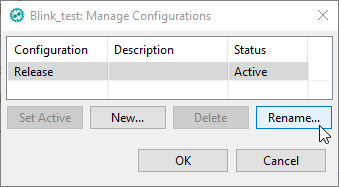 Blink_test: Manage Configurations
Configuration Description Status
Release Active
Set Active New... Delete Rename...
OK Cancel